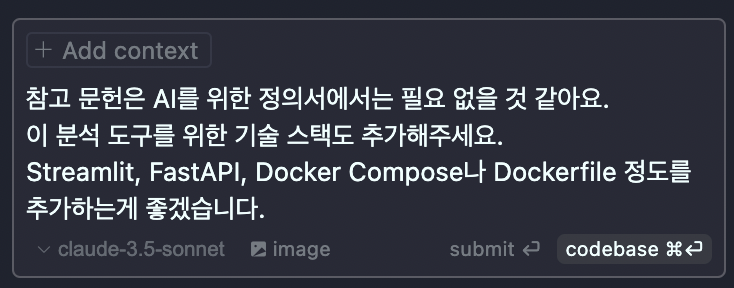 + Add context
참고 문헌은 AI를 위한 정의서에서는 필요 없을 것 같아요.
이 분석 도구를 위한 기술 스택도 추가해주세요.
Streamlit, FastAPI, Docker Compose나 Dockerfile 정도를
추가하는게 좋겠습니다.
claude-3.5-sonnet image submit ⏎ codebase ⌘⏎